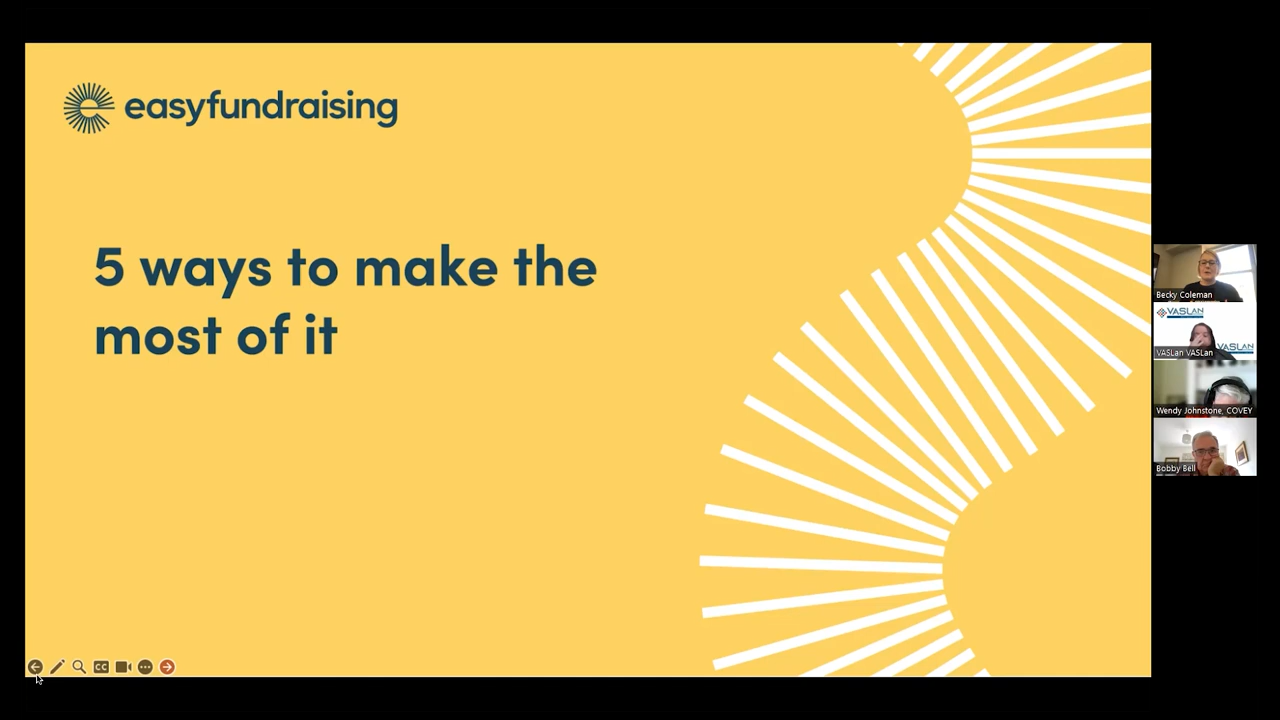 easyfundraising
5 ways to make the
most of it
Becky Coleman
VASLAN
VASLAN
VASLan VASLan
Wendy Johnstone, COVEY
Bobby Bell
CC